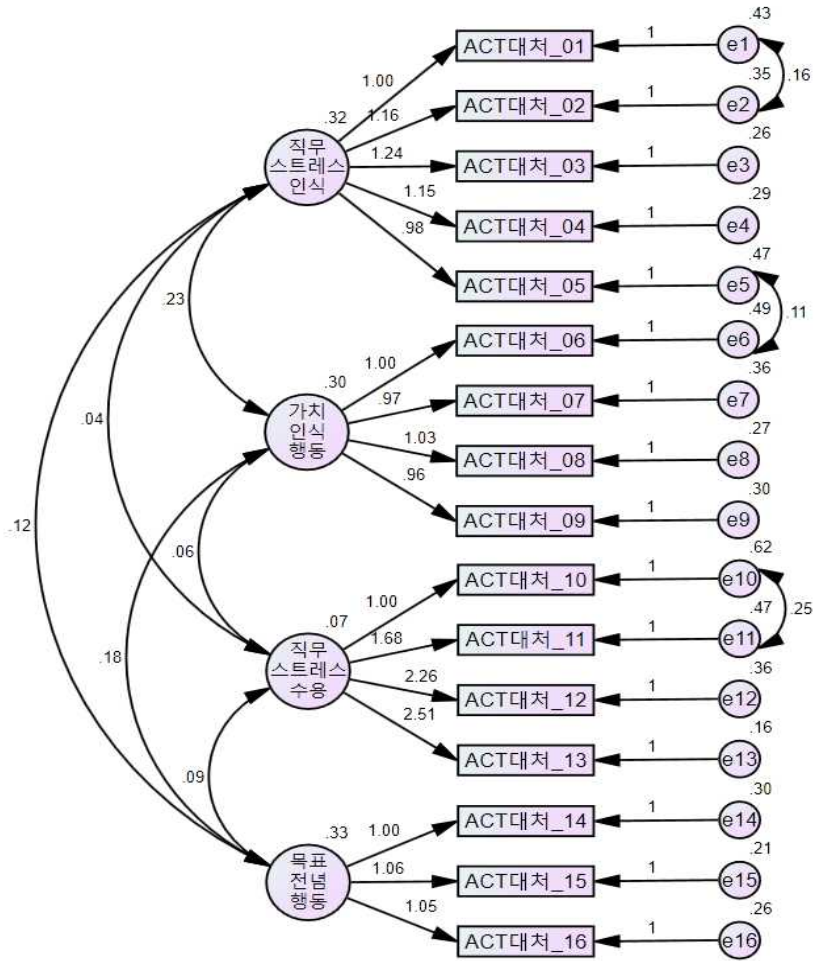 .43
ACT대처_01
1
e1
1.00
.35
.16
.32
1.16
ACT대처_02
1
e2
.26
직무
스트레스
인식
1.24
ACT대처_03
1
e3
.29
1.15
ACT대처_04
1
e4
.98
.47
ACT대처_05
1
e5
.23
.49
.11
ACT대처_06
1
e6
1.00
.36
.30
.97
ACT대처_07
1
e7
.04
가치
인식
행동
.27
1.03
ACT대처_08
1
e8
.96
.30
ACT대처_09
1
e9
.12
.06
.62
ACT대처_10
1
e10
1.00
.47
.25
.07
1.68
ACT대처_11
1
e11
.18
직무
스트레스
수용
.36
2.26
ACT대처_12
1
e12
2.51
.16
ACT대처_13
1
e13
.09
.30
ACT대처_14
1
e14
.33
1.00
.21
목표
전념
행동
1.06
ACT대처_15
1
e15
1.05
.26
ACT대처_16
1
e16